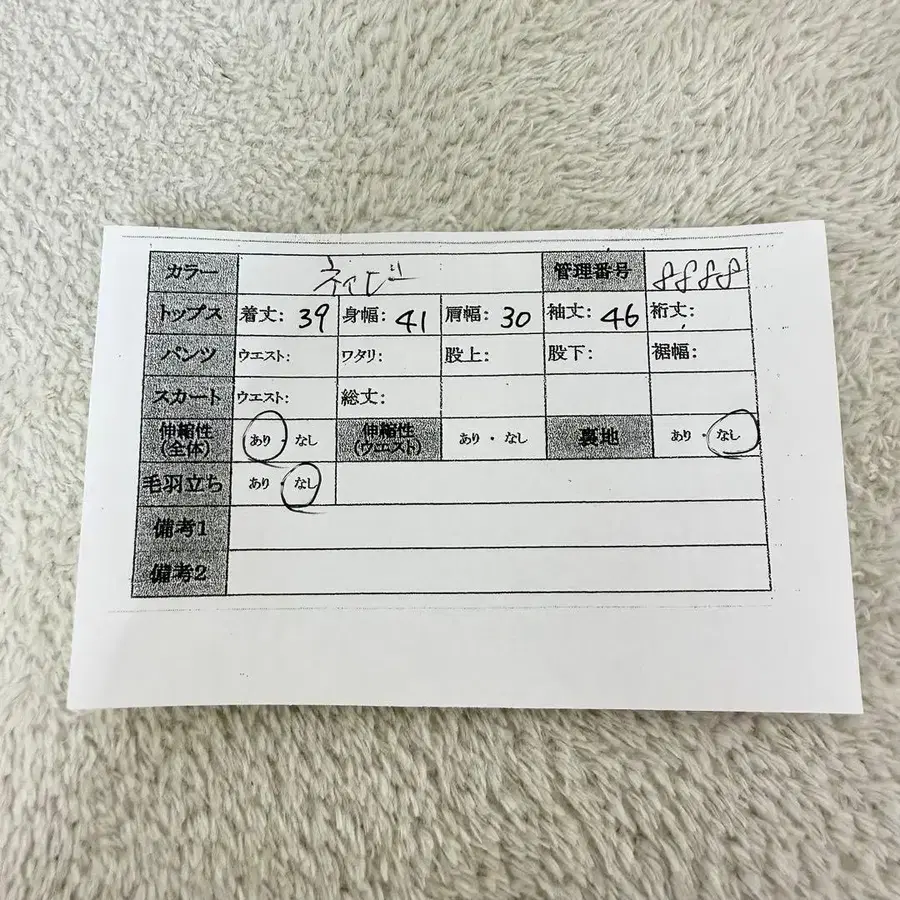 カラー ネイビー 管理番号 8888
トップス 着丈: 39 身幅: 41 肩幅: 30 袖丈: 46 裄丈:
パンツ ウエスト: ワタリ: 股上: 股下: 裾幅:
スカート ウエスト: 総丈:
伸縮性(全体) あり・なし 伸縮性(ウエスト) あり・なし 裏地 あり・なし
毛羽立ち あり・なし
備考1
備考2